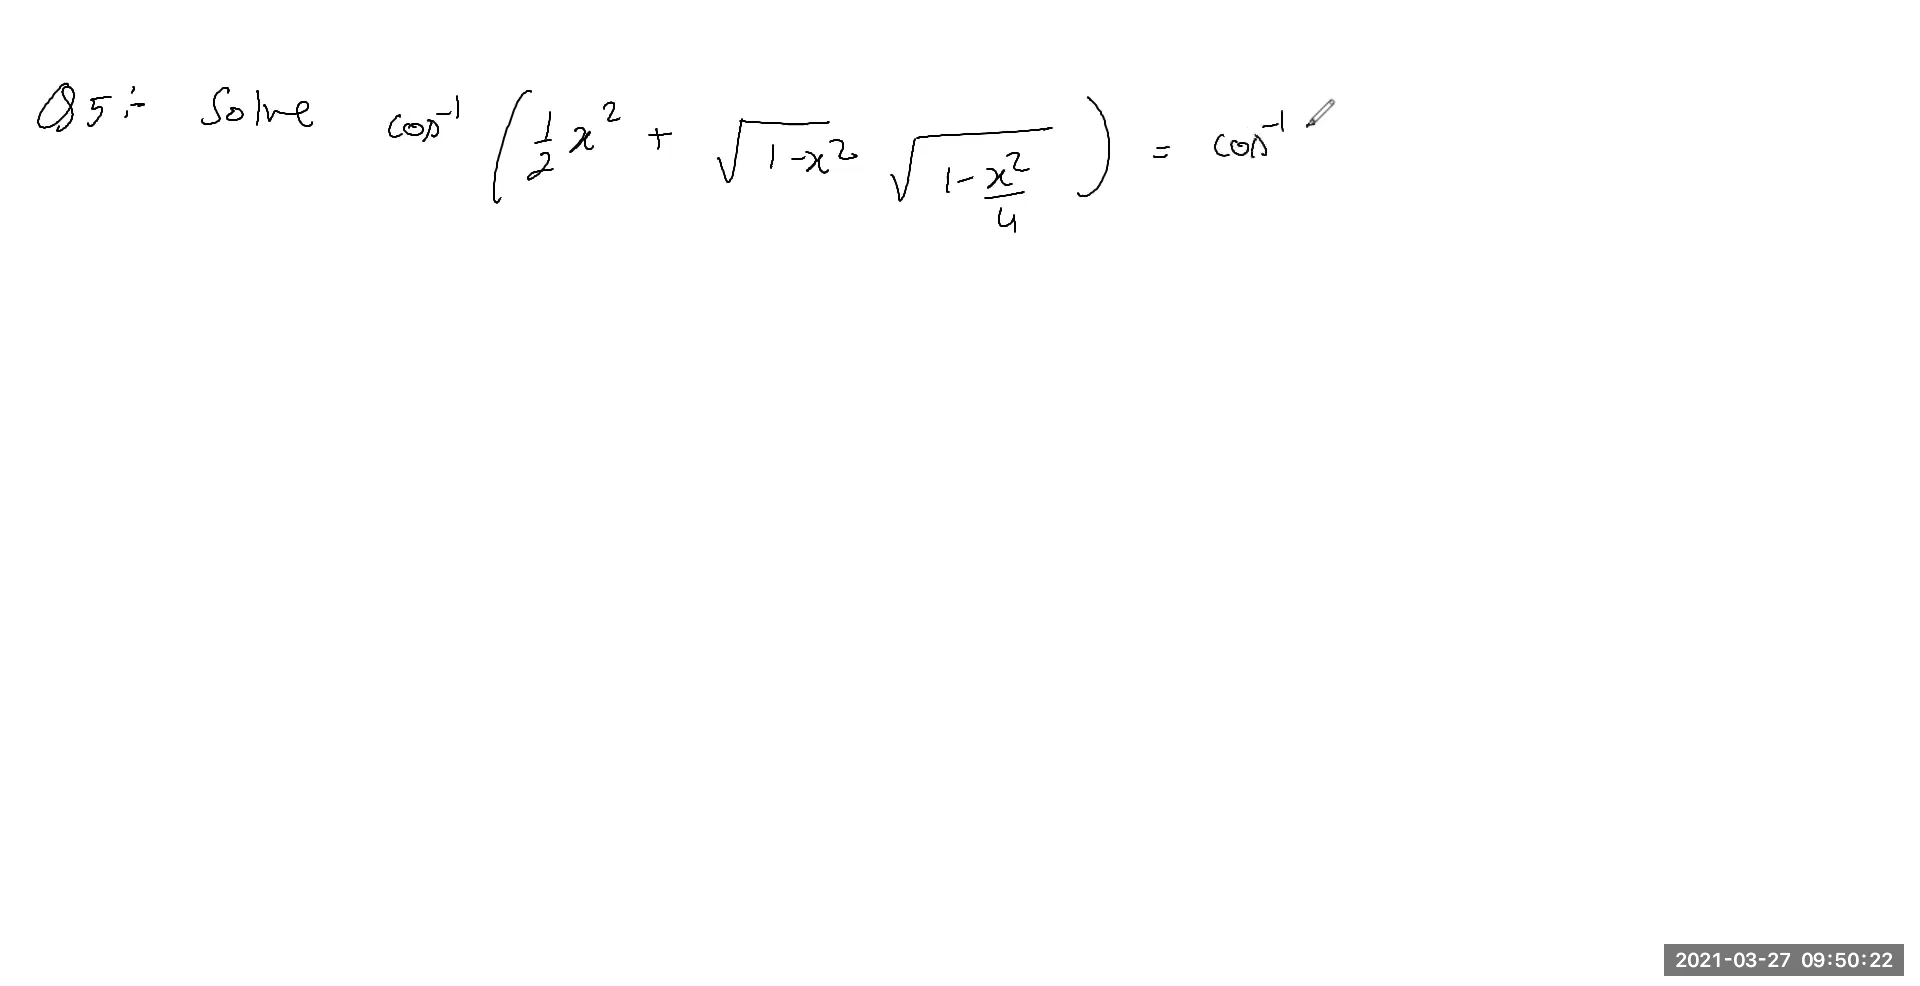 Q5:- Solve cos⁻¹ (1/2 x² + √(1-x²) √(1-x²/4)) = cos⁻¹
2021-03-27 09:50:22